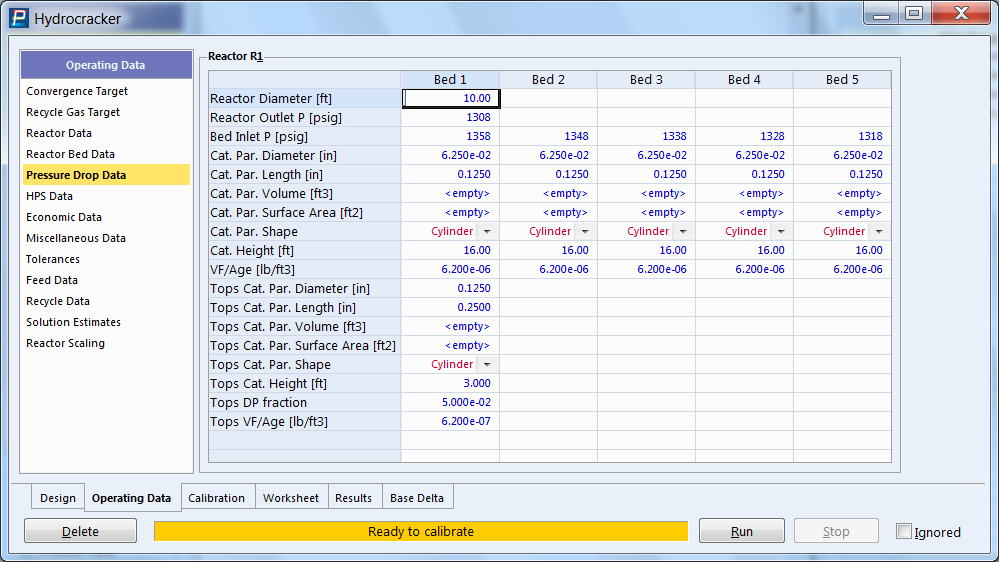 Hydrocracker
Operating Data
Convergence Target
Recycle Gas Target
Reactor Data
Reactor Bed Data
Pressure Drop Data
HPS Data
Economic Data
Miscellaneous Data
Tolerances
Feed Data
Recycle Data
Solution Estimates
Reactor Scaling
Reactor R1
Bed 1 Bed 2 Bed 3 Bed 4 Bed 5
Reactor Diameter [ft] 10.00
Reactor Outlet P [psig] 1308
Bed Inlet P [psig] 1358 1348 1338 1328 1318
Cat. Par. Diameter [in] 6.250e-02 6.250e-02 6.250e-02 6.250e-02 6.250e-02
Cat. Par. Length [in] 0.1250 0.1250 0.1250 0.1250 0.1250
Cat. Par. Volume [ft3] <empty> <empty> <empty> <empty> <empty>
Cat. Par. Surface Area [ft2] <empty> <empty> <empty> <empty> <empty>
Cat. Par. Shape Cylinder Cylinder Cylinder Cylinder Cylinder
Cat. Height [ft] 16.00 16.00 16.00 16.00 16.00
VF/Age [lb/ft3] 6.200e-06 6.200e-06 6.200e-06 6.200e-06 6.200e-06
Tops Cat. Par. Diameter [in] 0.1250
Tops Cat. Par. Length [in] 0.2500
Tops Cat. Par. Volume [ft3] <empty>
Tops Cat. Par. Surface Area [ft2] <empty>
Tops Cat. Par. Shape Cylinder
Tops Cat. Height [ft] 3.000
Tops DP fraction 5.000e-02
Tops VF/Age [lb/ft3] 6.200e-07
Design Operating Data Calibration Worksheet Results Base Delta
Delete Ready to calibrate Run Stop Ignored